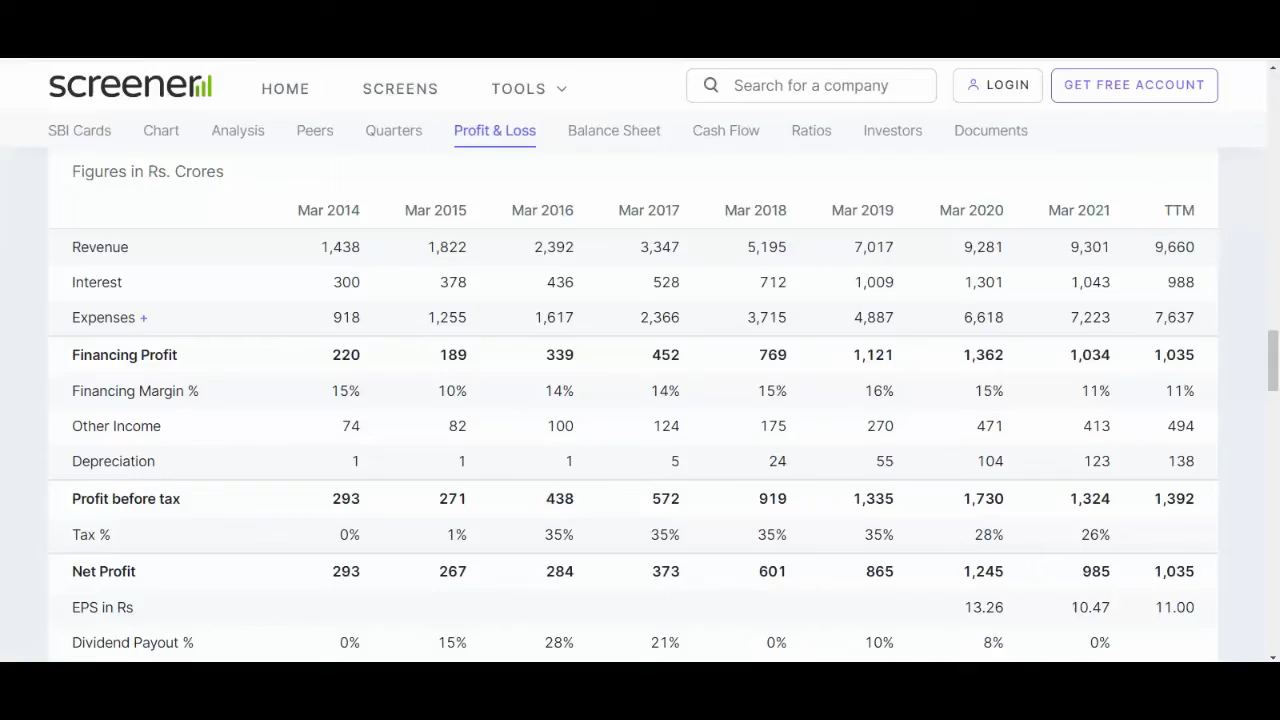 screener HOME SCREENS TOOLS Search for a company LOGIN GET FREE ACCOUNT
SBI Cards Chart Analysis Peers Quarters Profit & Loss Balance Sheet Cash Flow Ratios Investors Documents
Figures in Rs. Crores
Mar 2014 Mar 2015 Mar 2016 Mar 2017 Mar 2018 Mar 2019 Mar 2020 Mar 2021 TTM
Revenue 1,438 1,822 2,392 3,347 5,195 7,017 9,281 9,301 9,660
Interest 300 378 436 528 712 1,009 1,301 1,043 988
Expenses + 918 1,255 1,617 2,366 3,715 4,887 6,618 7,223 7,637
Financing Profit 220 189 339 452 769 1,121 1,362 1,034 1,035
Financing Margin % 15% 10% 14% 14% 15% 16% 15% 11% 11%
Other Income 74 82 100 124 175 270 471 413 494
Depreciation 1 1 1 5 24 55 104 123 138
Profit before tax 293 271 438 572 919 1,335 1,730 1,324 1,392
Tax % 0% 1% 35% 35% 35% 35% 28% 26%
Net Profit 293 267 284 373 601 865 1,245 985 1,035
EPS in Rs 13.26 10.47 11.00
Dividend Payout % 0% 15% 28% 21% 0% 10% 8% 0%